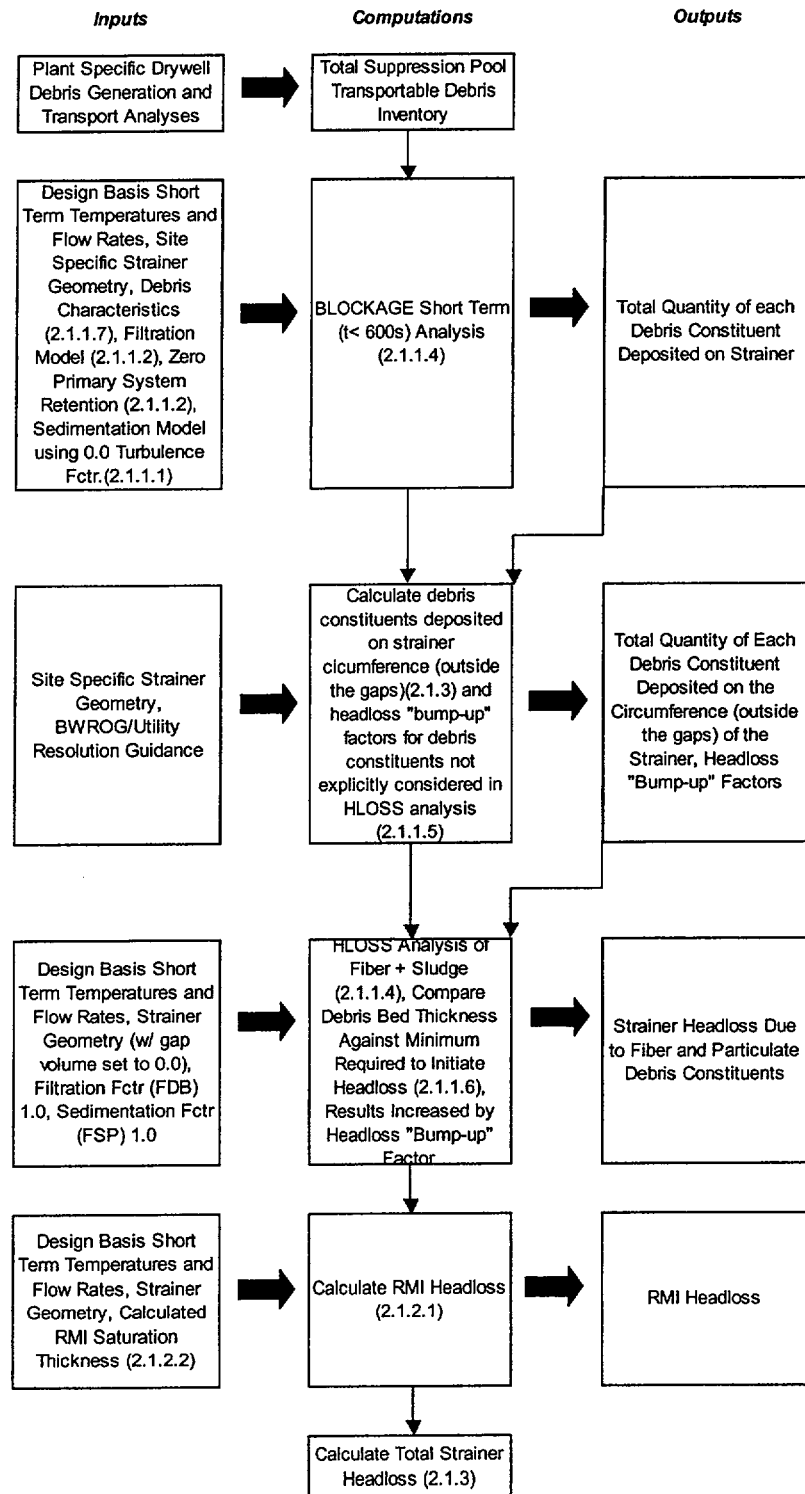 Inputs
Computations
Outputs
Plant Specific Drywell
Debris Generation and
Transport Analyses
Total Suppression Pool
Transportable Debris
Inventory
Design Basis Short
Term Temperatures and
Flow Rates, Site
Specific Strainer
Geometry, Debris
Characteristics
(2.1.1.7), Filtration
Model (2.1.1.2), Zero
Primary System
Retention (2.1.1.2),
Sedimentation Model
using 0.0 Turbulence
Fctr.(2.1.1.1)
BLOCKAGE Short Term
(t< 600s) Analysis
(2.1.1.4)
Total Quantity of each
Debris Constituent
Deposited on Strainer
Site Specific Strainer
Geometry,
BWROG/Utility
Resolution Guidance
Calculate debris
constituents deposited
on strainer
cicumference (outside
the gaps)(2.1.3) and
headloss "bump-up"
factors for debris
constituents not
explicitly considered in
HLOSS analysis
(2.1.1.5)
Total Quantity of Each
Debris Constituent
Deposited on the
Circumference (outside
the gaps) of the
Strainer, Headloss
"Bump-up" Factors
Design Basis Short
Term Temperatures and
Flow Rates, Strainer
Geometry (w/ gap
volume set to 0.0),
Filtration Fctr (FDB)
1.0, Sedimentation Fctr
(FSP) 1.0
HLOSS Analysis of
Fiber + Sludge
(2.1.1.4), Compare
Debris Bed Thickness
Against Minimum
Required to Initiate
Headloss (2.1.1.6),
Results Increased by
Headloss "Bump-up"
Factor
Strainer Headloss Due
to Fiber and Particulate
Debris Constituents
Design Basis Short
Term Temperatures and
Flow Rates, Strainer
Geometry, Calculated
RMI Saturation
Thickness (2.1.2.2)
Calculate RMI Headloss
(2.1.2.1)
RMI Headloss
Calculate Total Strainer
Headloss (2.1.3)